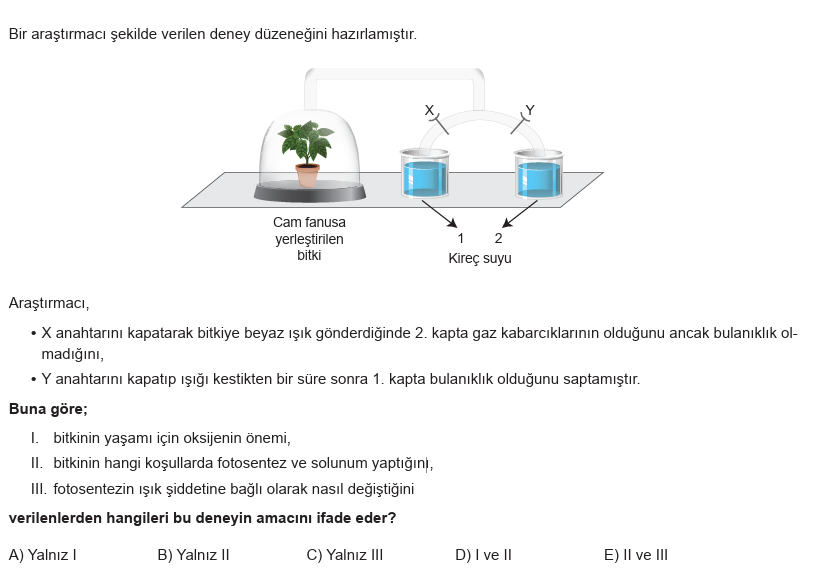 Bir araştırmacı şekilde verilen deney düzeneğini hazırlamıştır.
X
Y
Cam fanusa
yerleştirilen
bitki
1 2
Kireç suyu
Araştırmacı,
• X anahtarını kapatarak bitkiye beyaz ışık gönderdiğinde 2. kapta gaz kabarcıklarının olduğunu ancak bulanıklık ol-
madığını,
• Y anahtarını kapatıp ışığı kestikten bir süre sonra 1. kapta bulanıklık olduğunu saptamıştır.
Buna göre;
I. bitkinin yaşamı için oksijenin önemi,
II. bitkinin hangi koşullarda fotosentez ve solunum yaptığını,
III. fotosentezin ışık şiddetine bağlı olarak nasıl değiştiğini
verilenlerden hangileri bu deneyin amacını ifade eder?
A) Yalnız I B) Yalnız II C) Yalnız III D) I ve II E) II ve III